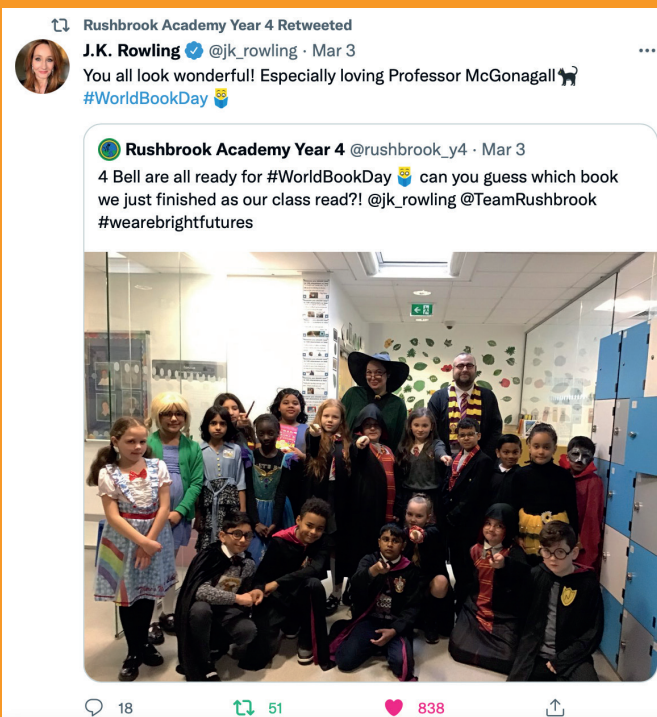 Rushbrook Academy Year 4 Retweeted
J.K. Rowling @jk_rowling · Mar 3
You all look wonderful! Especially loving Professor McGonagall🐈‍⬛
#WorldBookDay
Rushbrook Academy Year 4 @rushbrook_y4 · Mar 3
4 Bell are all ready for #WorldBookDay can you guess which book
we just finished as our class read?! @jk_rowling @TeamRushbrook
#wearebrightfutures
18 51 838